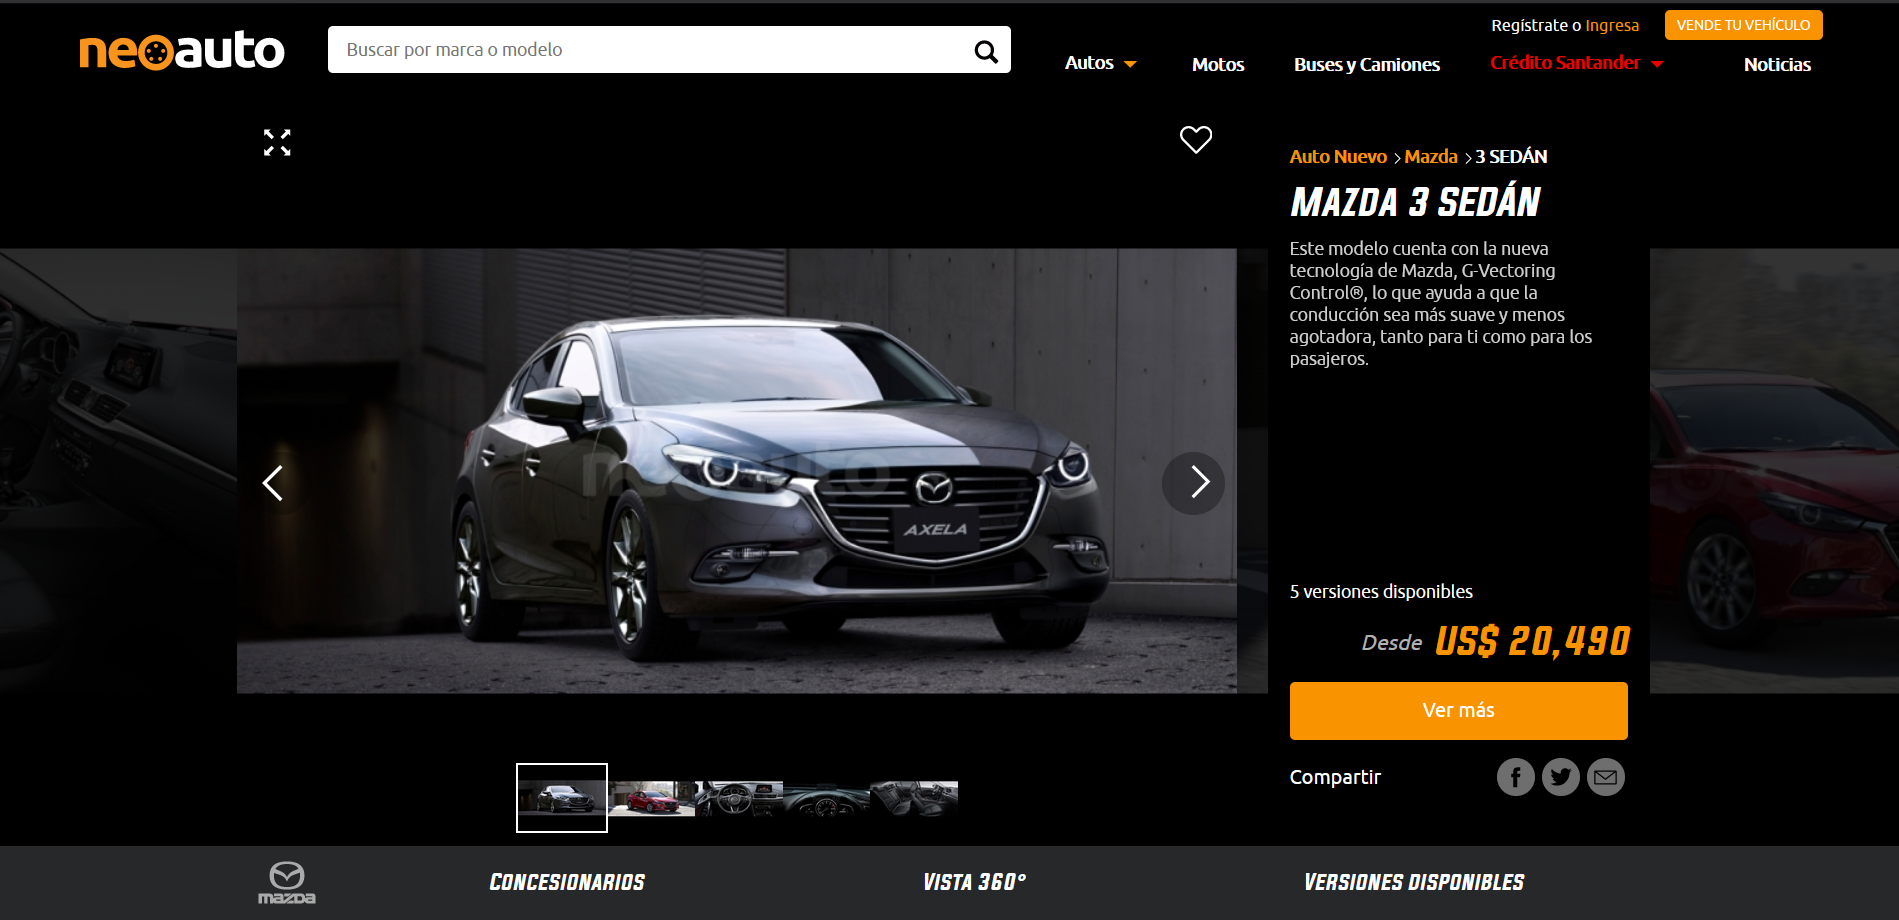 neoauto
Buscar por marca o modelo
Autos
Motos
Buses y Camiones
Regístrate o Ingresa
VENDE TU VEHÍCULO
Crédito Santander
Noticias
Auto Nuevo > Mazda > 3 SEDÁN
MAZDA 3 SEDÁN
Este modelo cuenta con la nueva
tecnología de Mazda, G-Vectoring
Control®, lo que ayuda a que la
conducción sea más suave y menos
agotadora, tanto para ti como para los
pasajeros.
neoauto
AXELA
5 versiones disponibles
Desde US$ 20,490
Ver más
Compartir
mazda
CONCESIONARIOS
VISTA 360°
VERSIONES DISPONIBLES